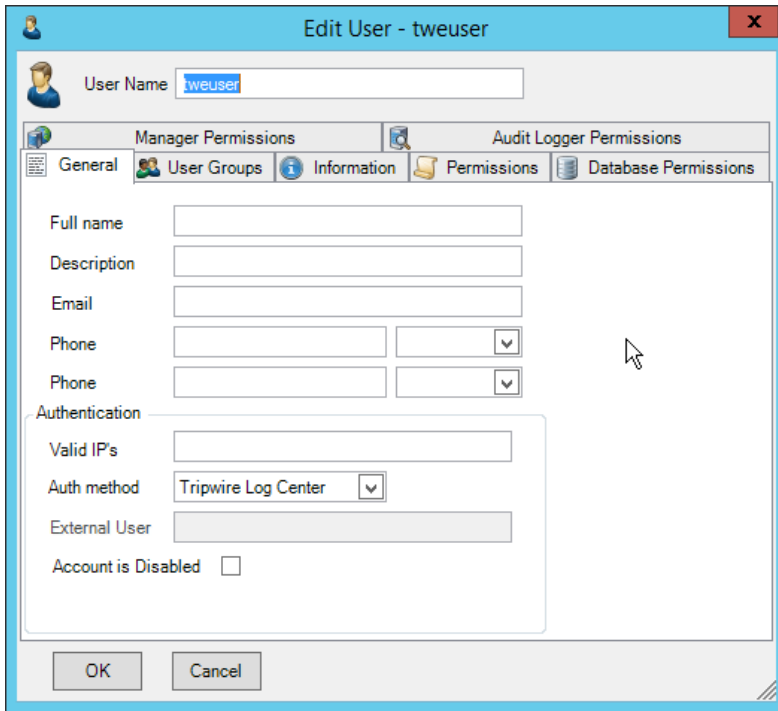 Edit User - tweuser
x
User Name tweuser
Manager Permissions Audit Logger Permissions
General User Groups Information Permissions Database Permissions
Full name
Description
Email
Phone
Phone
Authentication
Valid IP's
Auth method Tripwire Log Center
External User
Account is Disabled
OK Cancel